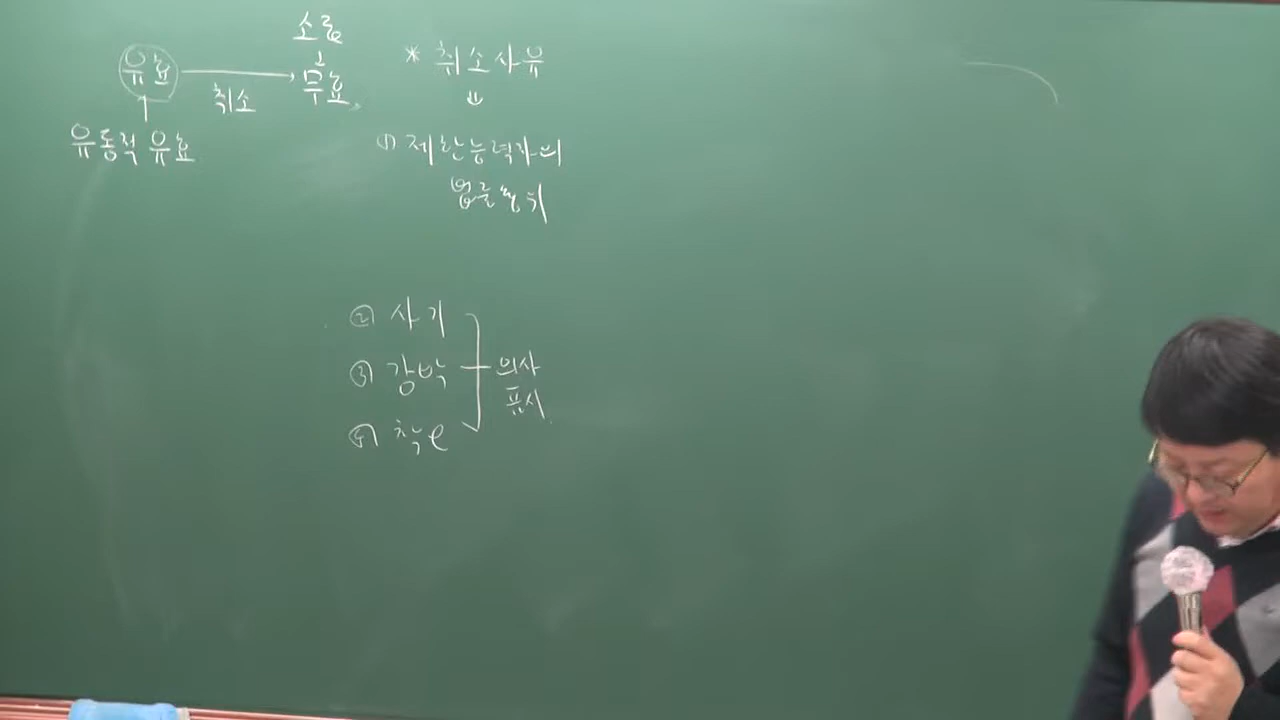 소급
↓
유효 → 무효
취소
↑
유동적 유효
* 취소사유
⇓
① 제한능력자의
법률행위
② 사기
③ 강박
의사
표시
착오